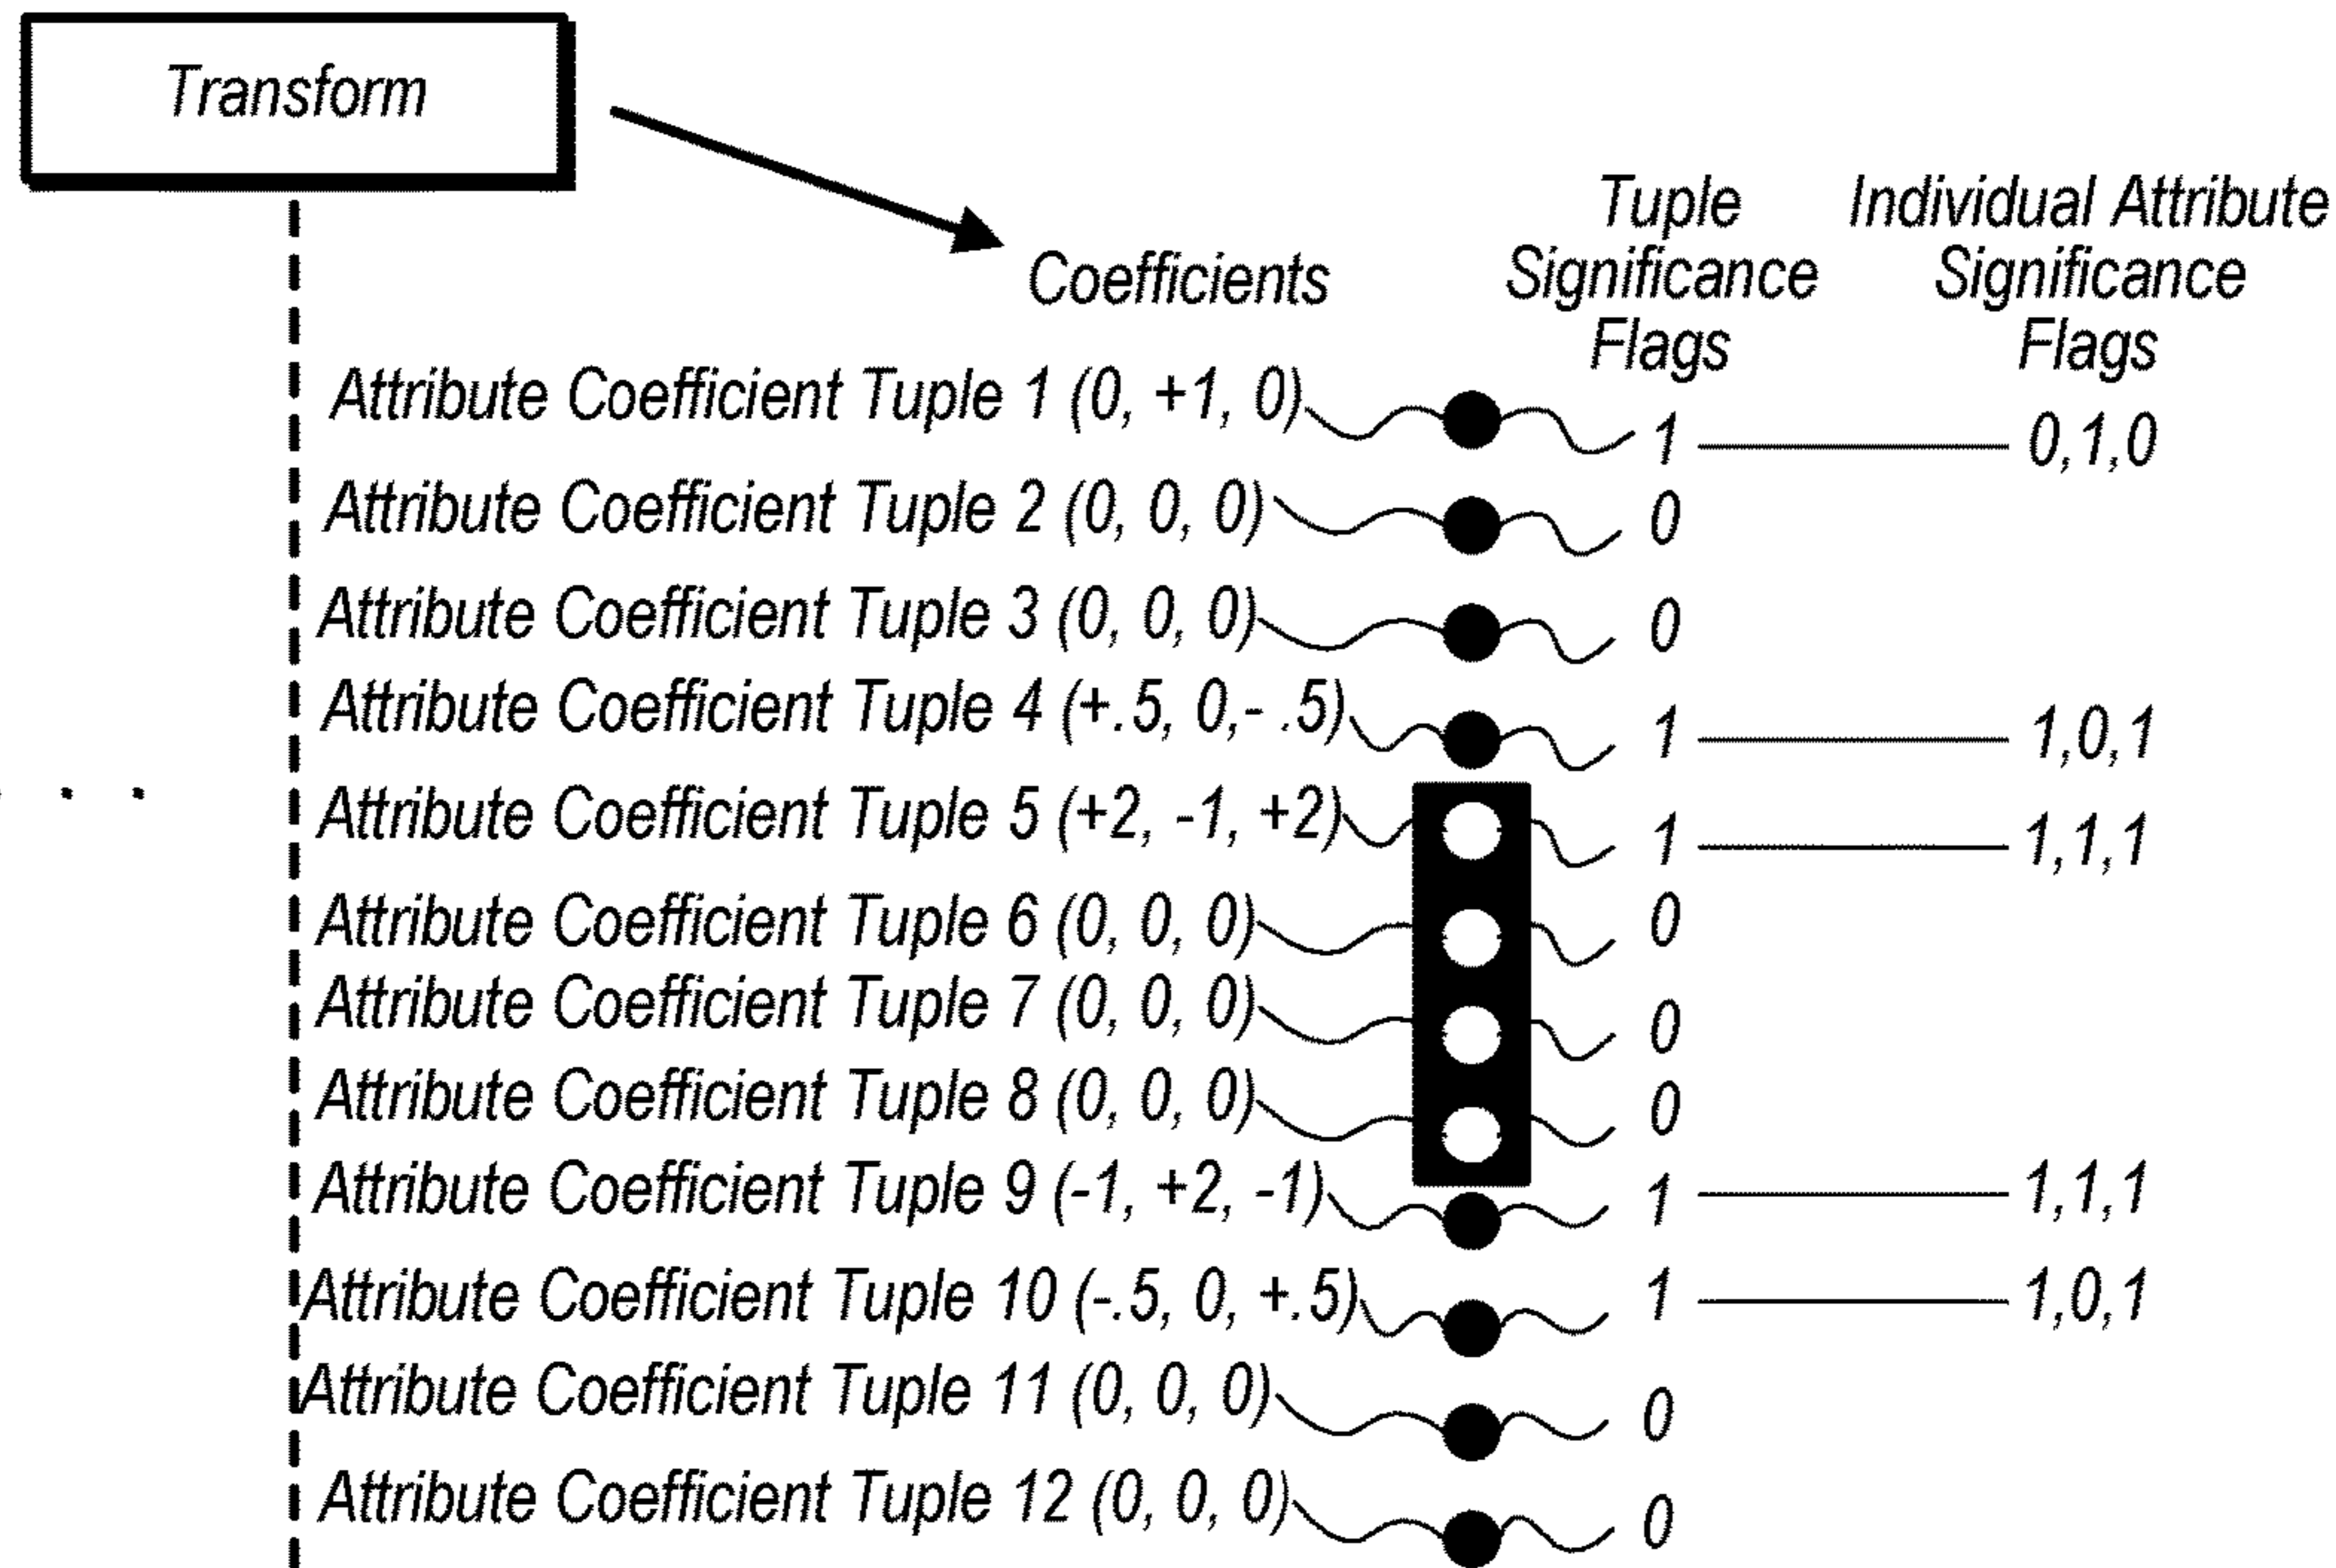 Transform
Tuple Individual Attribute
Coefficients Significance Significance
Flags Flags
Attribute Coefficient Tuple 1 (0, +1, 0) 1 0,1,0
Attribute Coefficient Tuple 2 (0, 0, 0) 0
Attribute Coefficient Tuple 3 (0, 0, 0) 0
Attribute Coefficient Tuple 4 (+.5, 0,- .5) 1 1,0,1
. .
Attribute Coefficient Tuple 5 (+2, -1, +2) 1 1,1,1
Attribute Coefficient Tuple 6 (0, 0, 0) 0
Attribute Coefficient Tuple 7 (0, 0, 0) 0
Attribute Coefficient Tuple 8 (0, 0, 0) 0
Attribute Coefficient Tuple 9 (-1, +2, -1) 1 1,1,1
Attribute Coefficient Tuple 10 (-.5, 0, +.5) 1 1,0,1
Attribute Coefficient Tuple 11 (0, 0, 0) 0
Attribute Coefficient Tuple 12 (0, 0, 0) 0